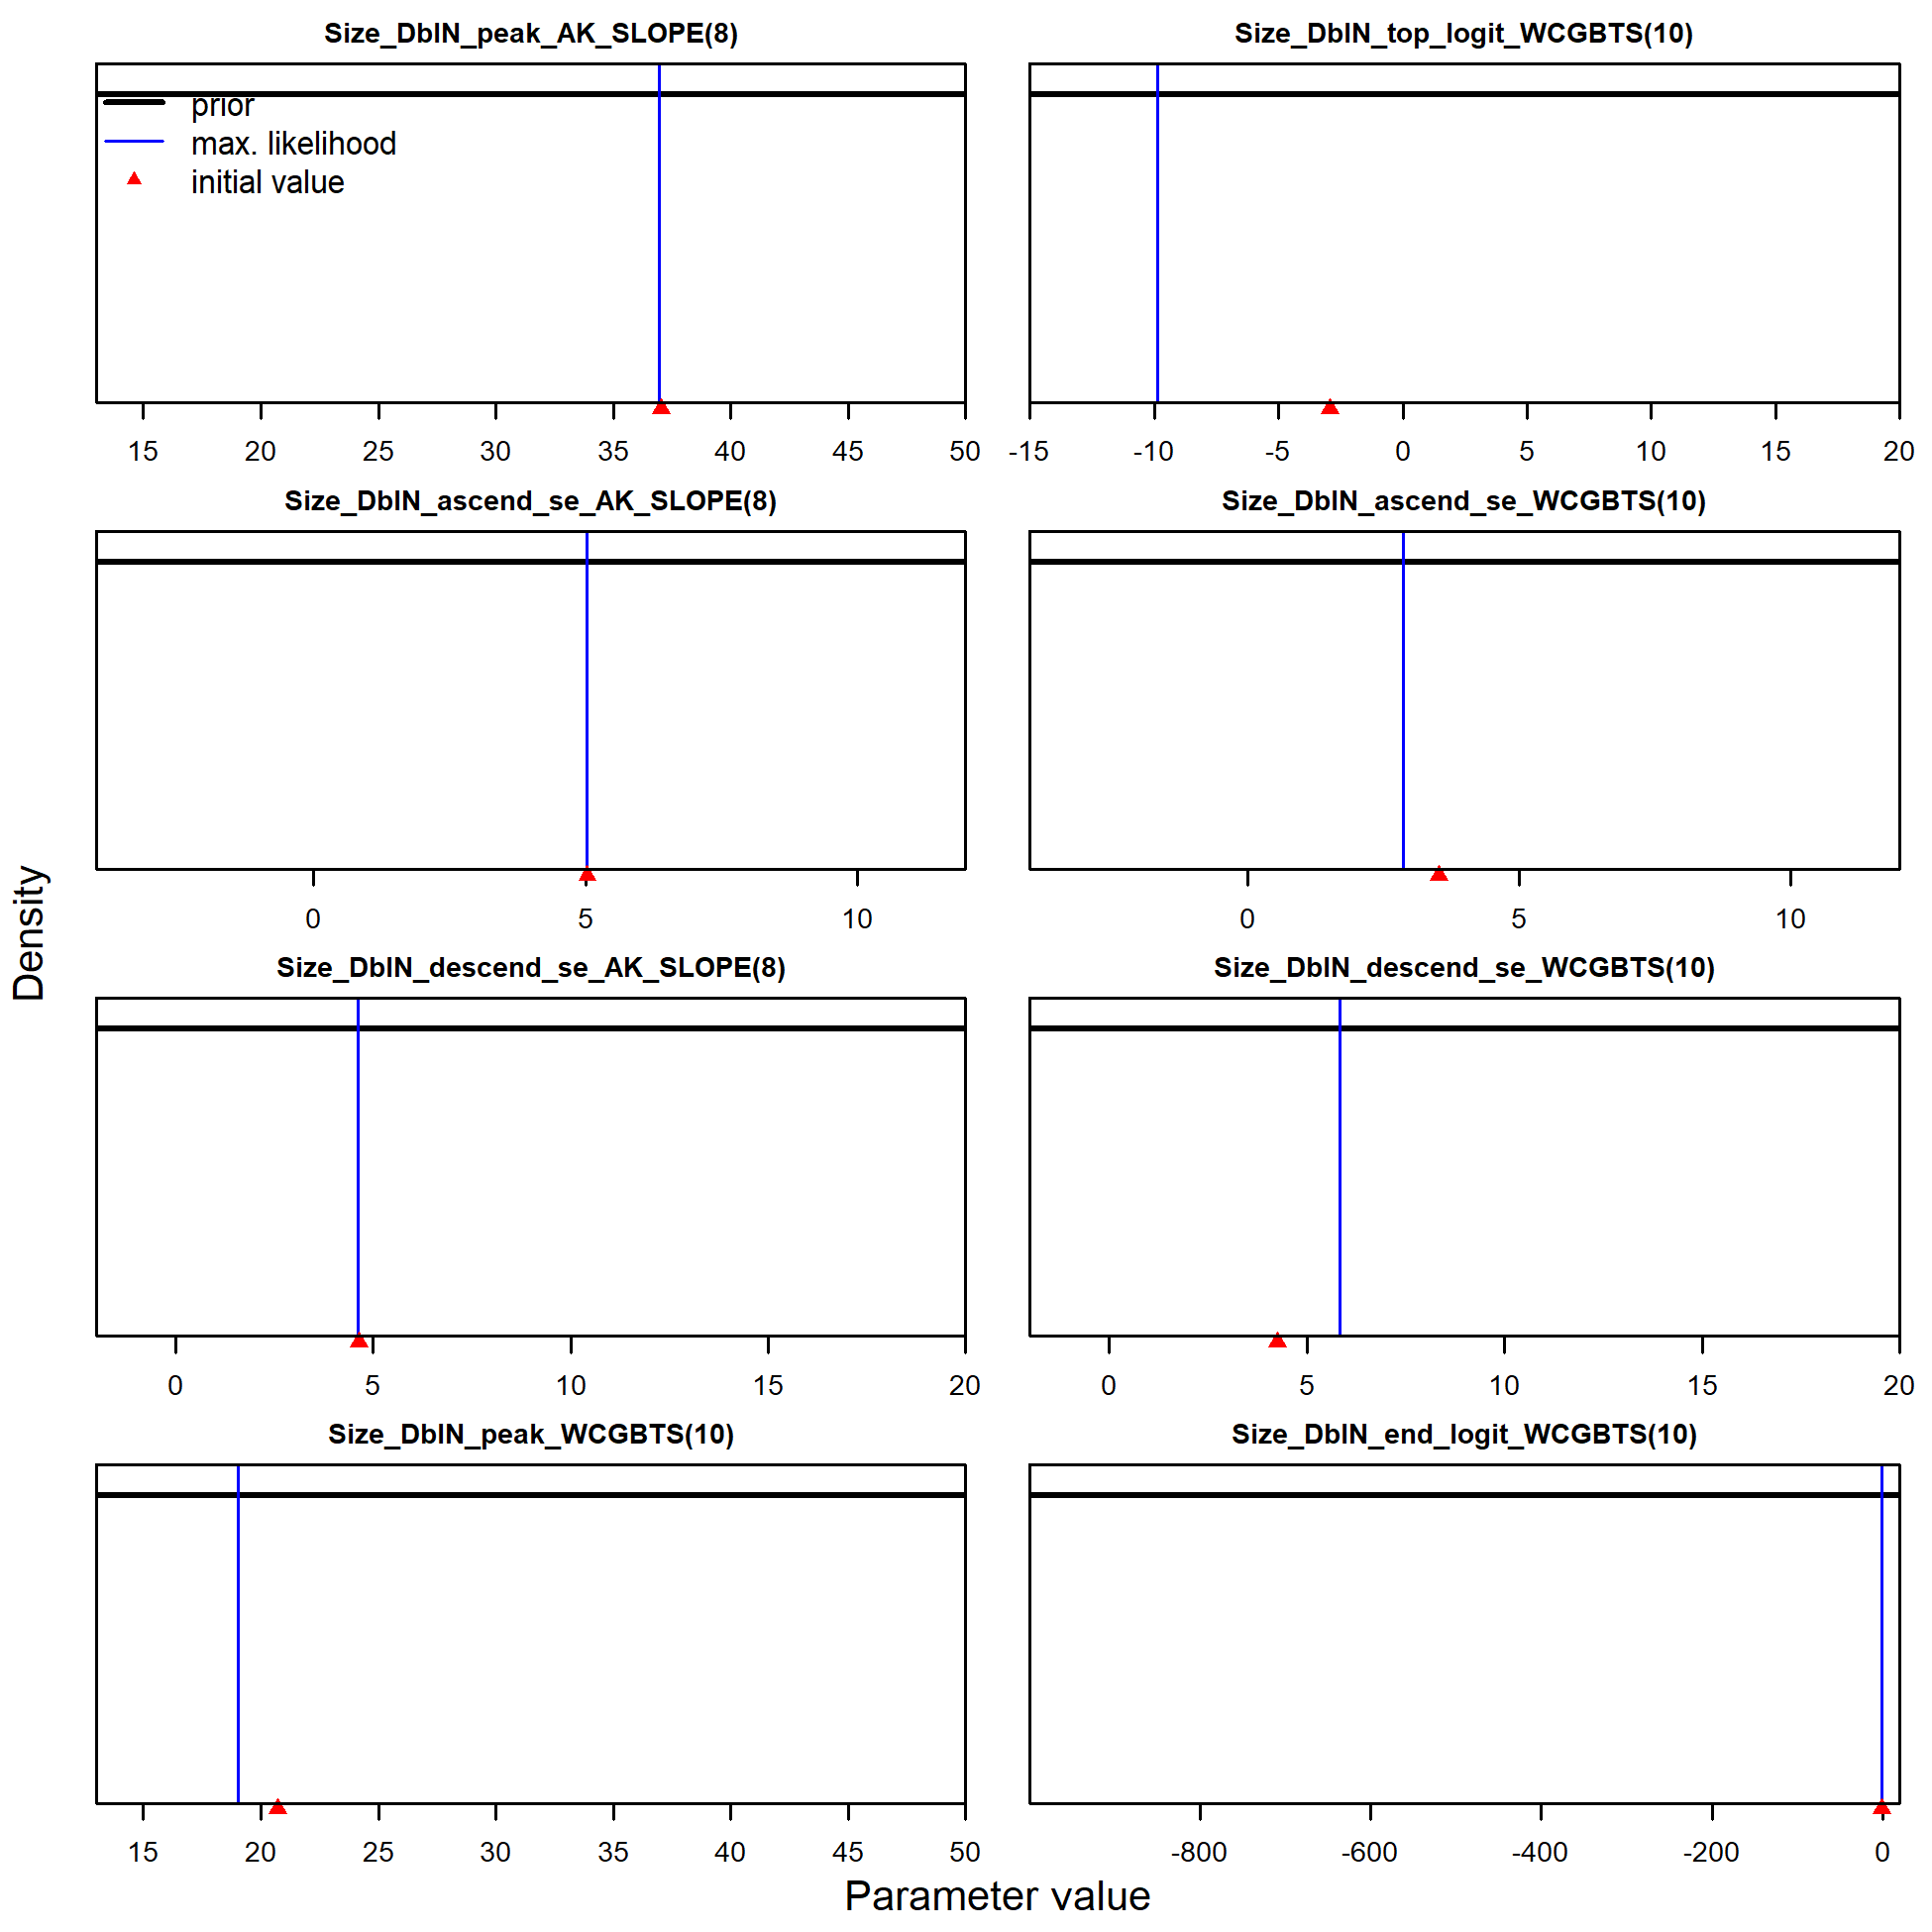 Size_DblN_peak_AK_SLOPE(8)
prior
max. likelihood
initial value
15 20 25 30 35 40 45 50
Size_DblN_top_logit_WCGBTS(10)
-15 -10 -5 0 5 10 15 20
Size_DblN_ascend_se_AK_SLOPE(8)
0 5 10
Size_DblN_ascend_se_WCGBTS(10)
0 5 10
Size_DblN_descend_se_AK_SLOPE(8)
0 5 10 15 20
Size_DblN_descend_se_WCGBTS(10)
0 5 10 15 20
Size_DblN_peak_WCGBTS(10)
15 20 25 30 35 40 45 50
Size_DblN_end_logit_WCGBTS(10)
-800 -600 -400 -200 0
Density
Parameter value